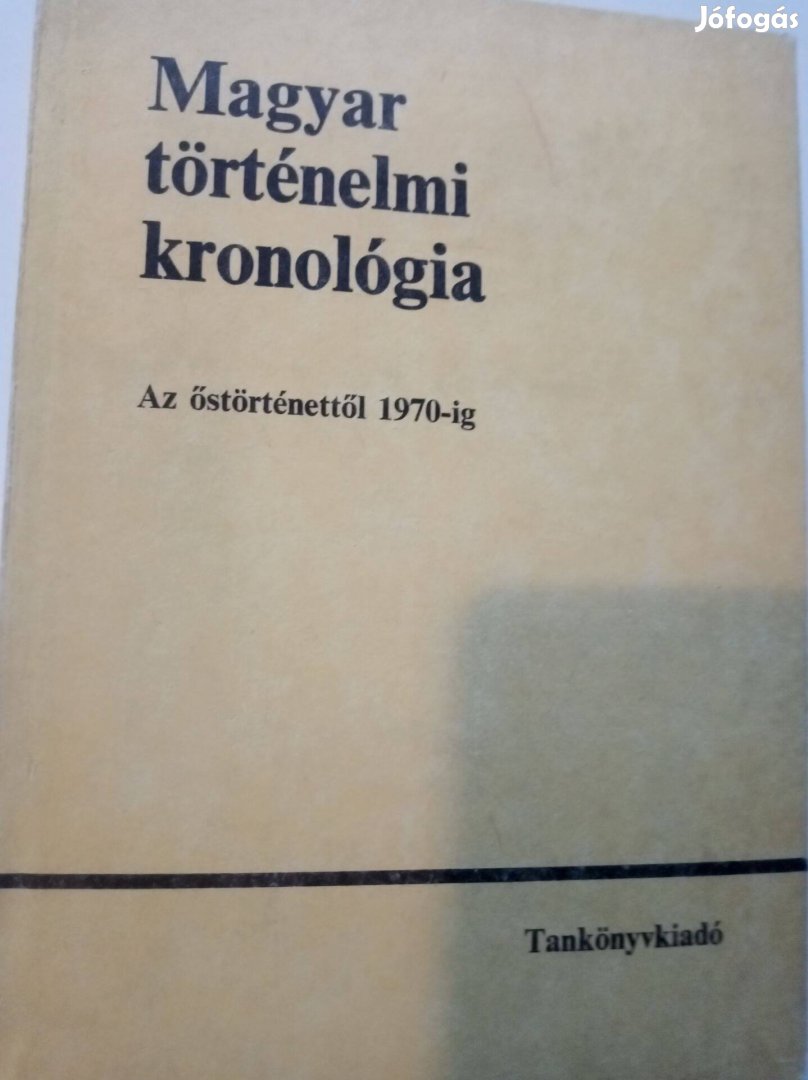 Jófogás
Magyar
történelmi
kronológia
Az őstörténettől 1970-ig
Tankönyvkiadó